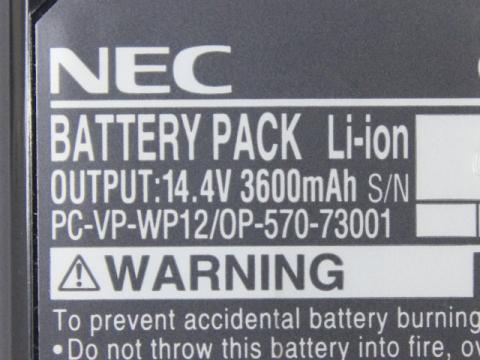 NEC
BATTERY PACK Li-ion
OUTPUT:14.4V 3600mAh S/N
PC-VP-WP12/OP-570-73001
⚠WARNING
To prevent accidental battery burning
•Do not throw this battery into fire,